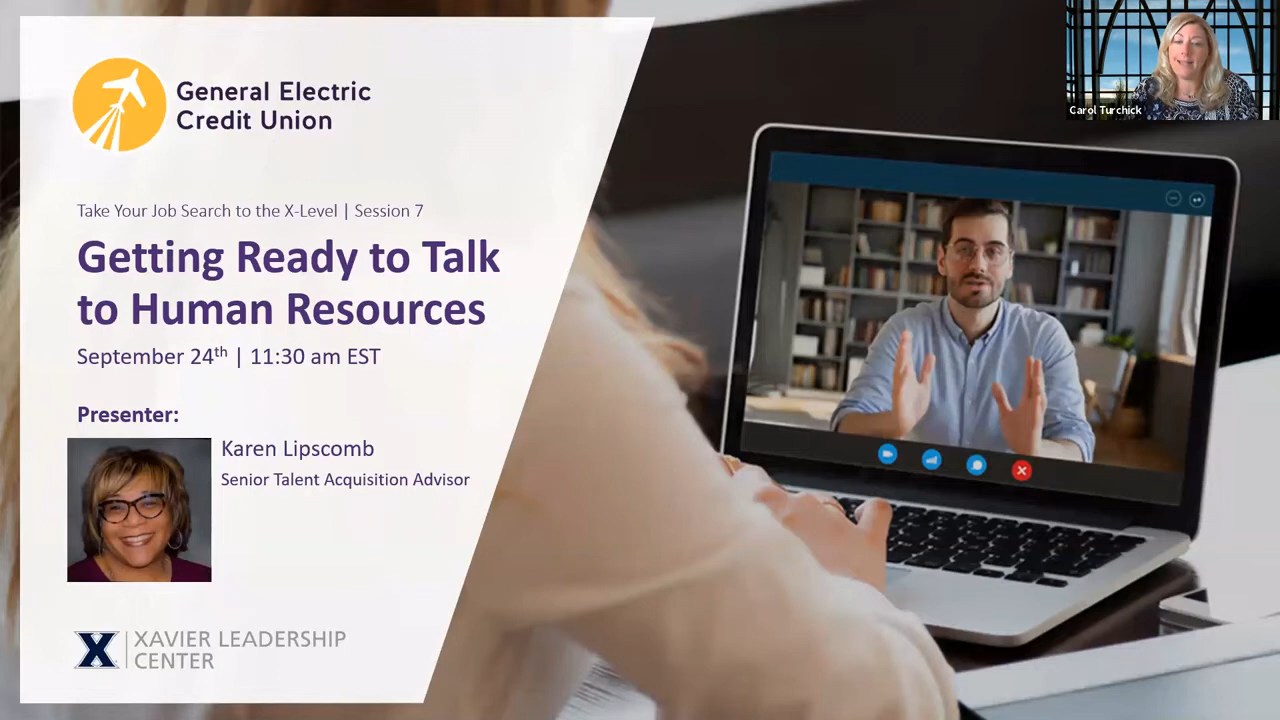 General Electric
Credit Union
Carol Turchick
Take Your Job Search to the X-Level | Session 7
Getting Ready to Talk
to Human Resources
September 24th | 11:30 am EST
Presenter:
Karen Lipscomb
Senior Talent Acquisition Advisor
X
XAVIER LEADERSHIP
CENTER